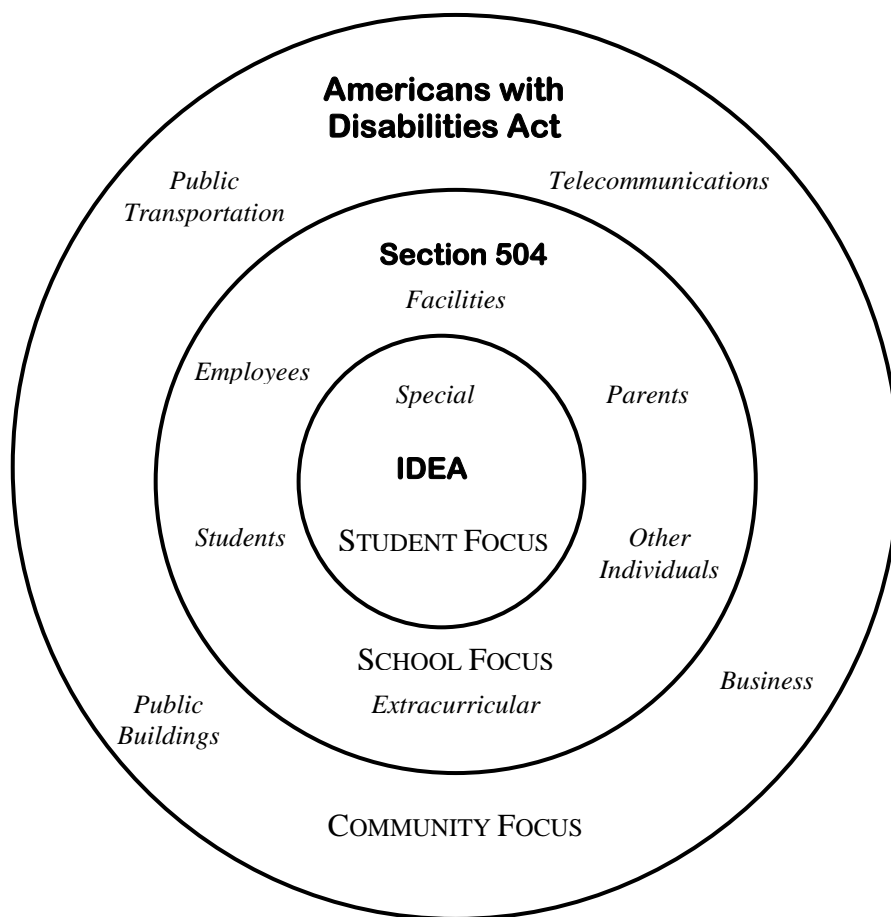 Americans with
Disabilities Act
Public
Transportation
Telecommunications
Section 504
Facilities
Employees
Special
Parents
IDEA
Students
STUDENT FOCUS
Other
Individuals
SCHOOL FOCUS
Extracurricular
Business
Public
Buildings
COMMUNITY FOCUS